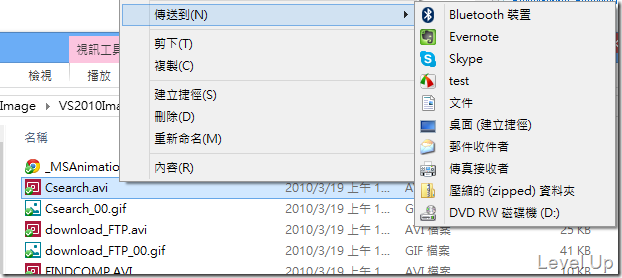 傳送到(N)
剪下(T)
複製(C)
建立捷徑(S)
刪除(D)
重新命名(M)
內容(R)
Bluetooth 裝置
Evernote
Skype
test
文件
桌面 (建立捷徑)
郵件收件者
傳真接收者
壓縮的 (zipped) 資料夾
DVD RW 磁碟機 (D:)
視訊工具
檢視
播放
Image
VS2010Ima
名稱
_MSAnimatio
Csearch.avi 2010/3/19 上午 1...
Csearch_00.gif 2010/3/19 上午 1...
download_FTP.avi 2010/3/19 上午 1... AVI 檔案 25 KB
download_FTP_00.gif 2010/3/19 上午 1... GIF 檔案 41 KB
FINDCOMP.AVI 2010/3/19 上午 1... AVI 檔案
Level Up